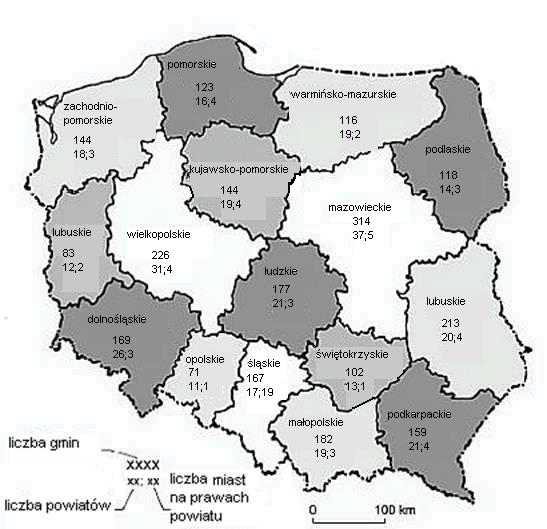 pomorskie
123
16;4
zachodnio-
pomorskie
144
18;3
warmińsko-mazurskie
116
19;2
podlaskie
118
14;3
kujawsko-pomorskie
144
19;4
mazowieckie
314
37;5
lubuskie
83
12;2
wielkopolskie
226
31;4
łudzkie
177
21;3
lubuskie
213
20;4
dolnośląskie
169
26;3
opolskie
71
11;1
śląskie
167
17;19
świętokrzyskie
102
13;1
małopolskie
182
19;3
podkarpackie
159
21;4
liczba gmin
xxxx
xx; xx
liczba powiatów
liczba miast
na prawach
powiatu
0 100 km